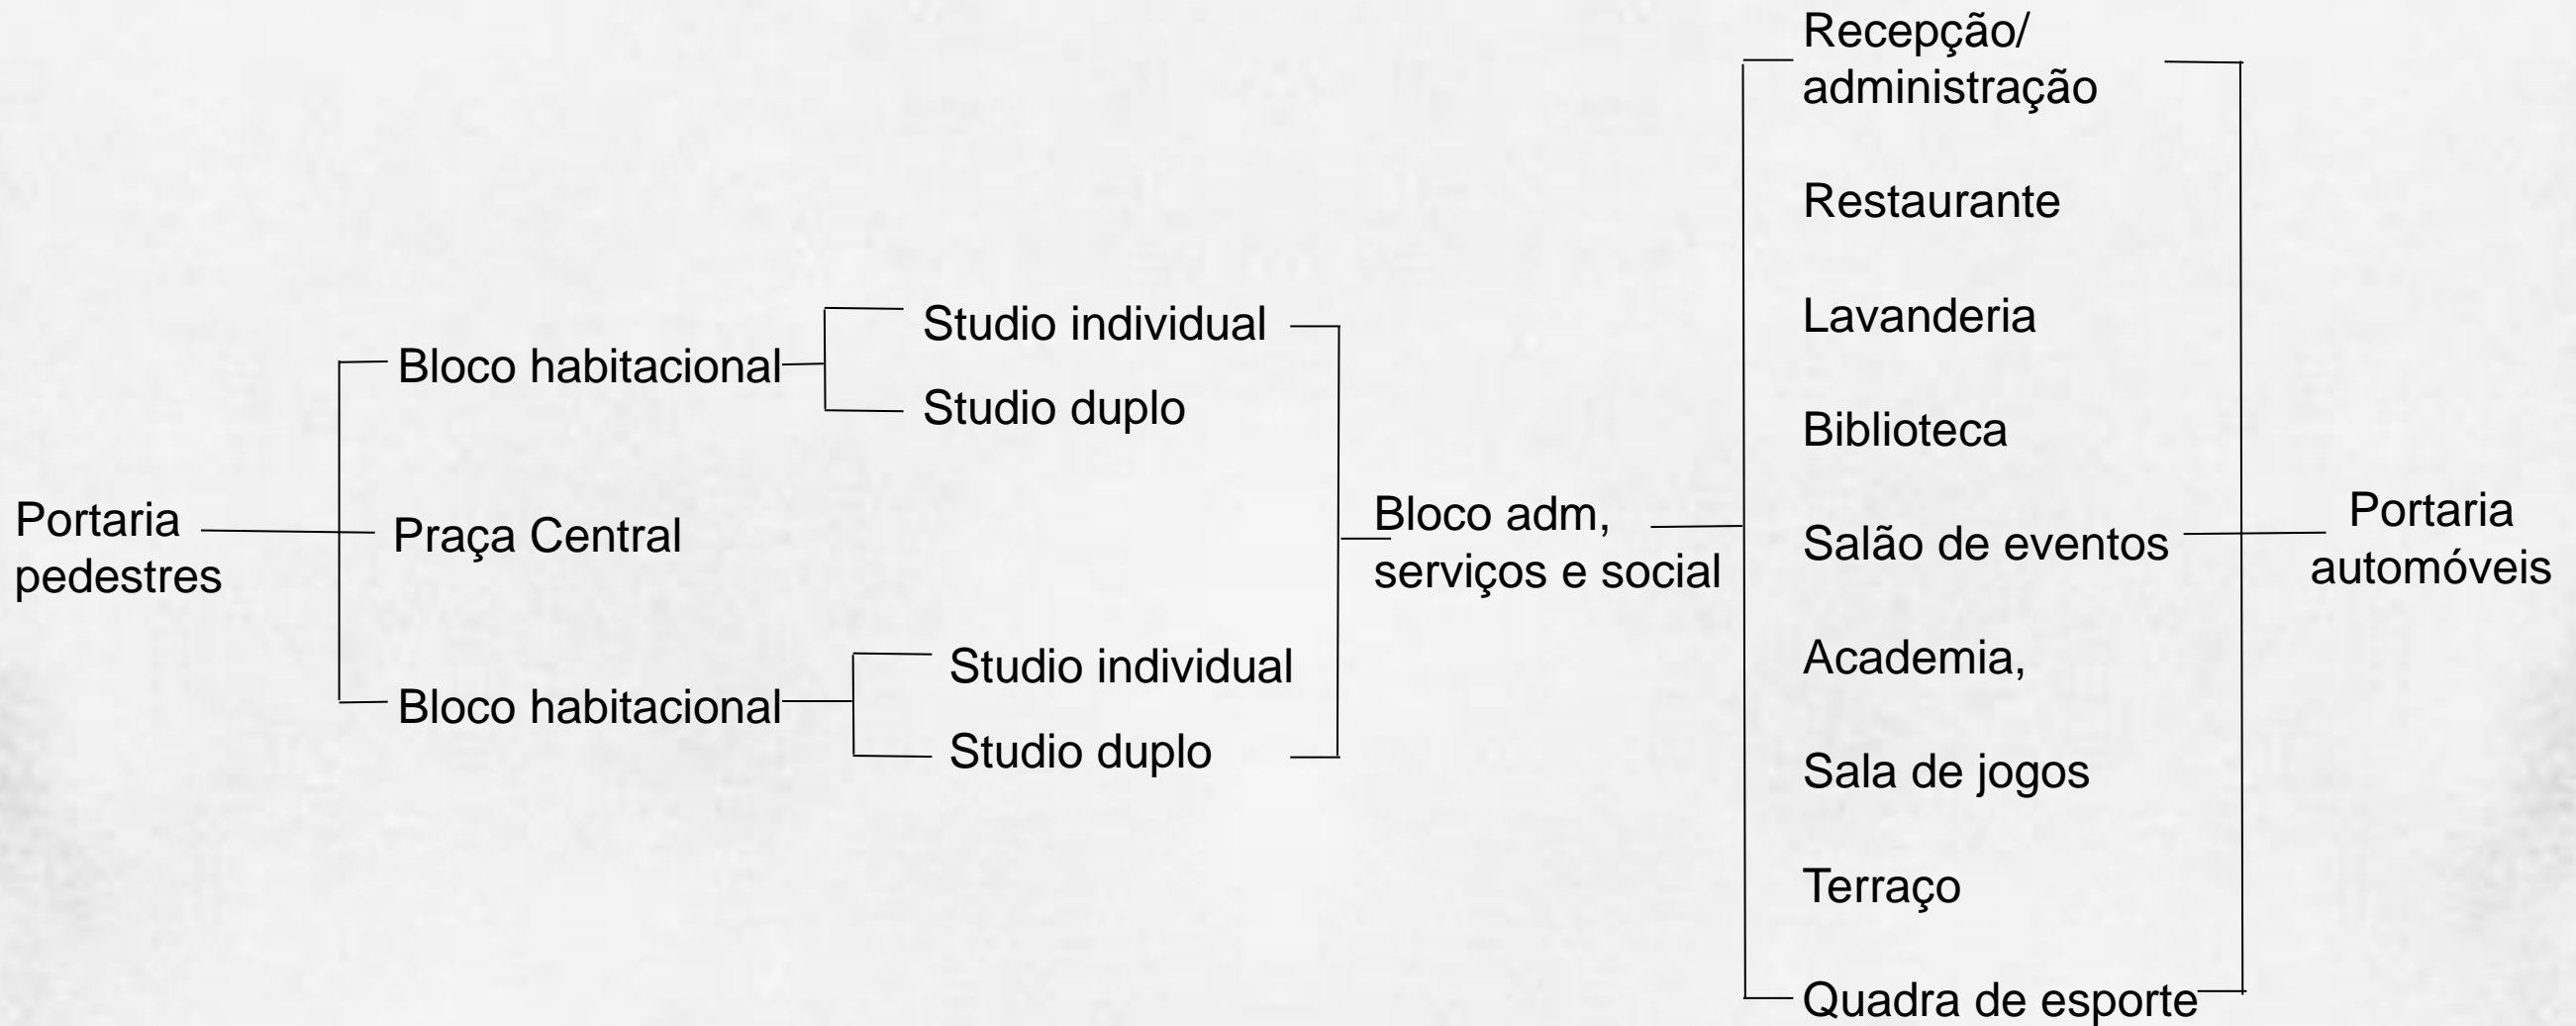 Portaria
pedestres
Bloco habitacional
Praça Central
Bloco habitacional
Studio individual
Studio duplo
Studio individual
Studio duplo
Bloco adm,
serviços e social
Recepção/
administração
Restaurante
Lavanderia
Biblioteca
Salão de eventos
Academia,
Sala de jogos
Terraço
Quadra de esporte
Portaria
automóveis